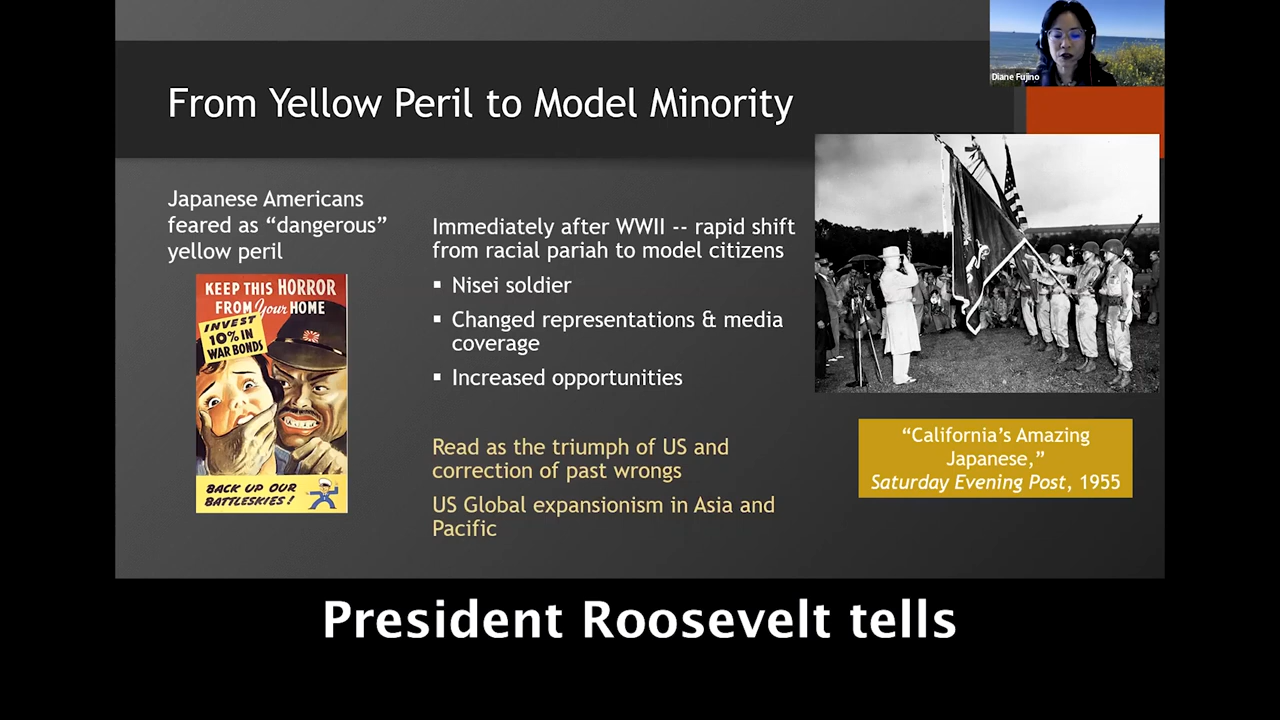 Diane Fujino
From Yellow Peril to Model Minority
Japanese Americans
feared as “dangerous”
yellow peril
KEEP THIS HORROR
FROM Your HOME
INVEST
10% IN
WAR BONDS
BACK UP OUR
BATTLESKIES!
Immediately after WWII -- rapid shift
from racial pariah to model citizens
▪ Nisei soldier
▪ Changed representations & media
coverage
▪ Increased opportunities
Read as the triumph of US and
correction of past wrongs
US Global expansionism in Asia and
Pacific
“California’s Amazing
Japanese,”
Saturday Evening Post, 1955
President Roosevelt tells